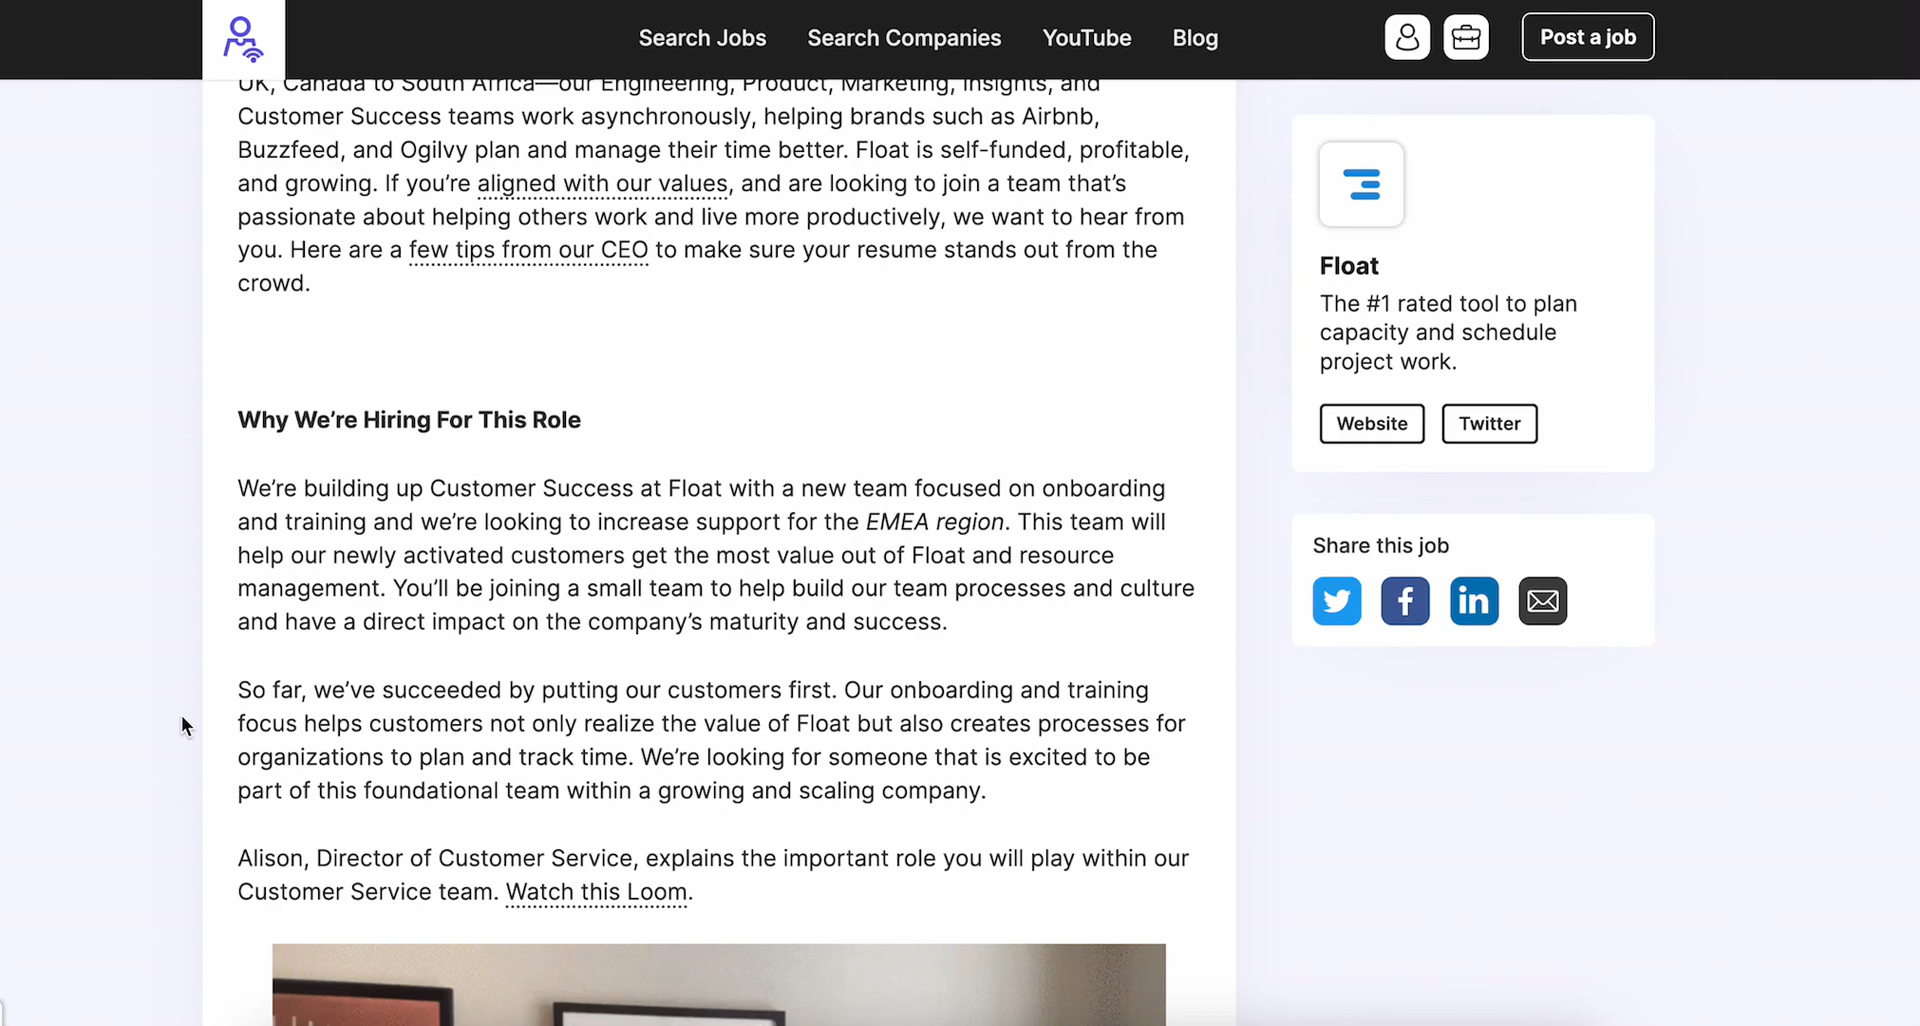 Search Jobs
Search Companies
YouTube
Blog
Post a job
UK, Canada to South Africa—our Engineering, Product, Marketing, Insights, and
Customer Success teams work asynchronously, helping brands such as Airbnb,
Buzzfeed, and Ogilvy plan and manage their time better. Float is self-funded, profitable,
and growing. If you’re aligned with our values, and are looking to join a team that’s
passionate about helping others work and live more productively, we want to hear from
you. Here are a few tips from our CEO to make sure your resume stands out from the
crowd.
Why We’re Hiring For This Role
We’re building up Customer Success at Float with a new team focused on onboarding
and training and we’re looking to increase support for the EMEA region. This team will
help our newly activated customers get the most value out of Float and resource
management. You’ll be joining a small team to help build our team processes and culture
and have a direct impact on the company’s maturity and success.
So far, we’ve succeeded by putting our customers first. Our onboarding and training
focus helps customers not only realize the value of Float but also creates processes for
organizations to plan and track time. We’re looking for someone that is excited to be
part of this foundational team within a growing and scaling company.
Alison, Director of Customer Service, explains the important role you will play within our
Customer Service team. Watch this Loom.
Float
The #1 rated tool to plan
capacity and schedule
project work.
Website
Twitter
Share this job